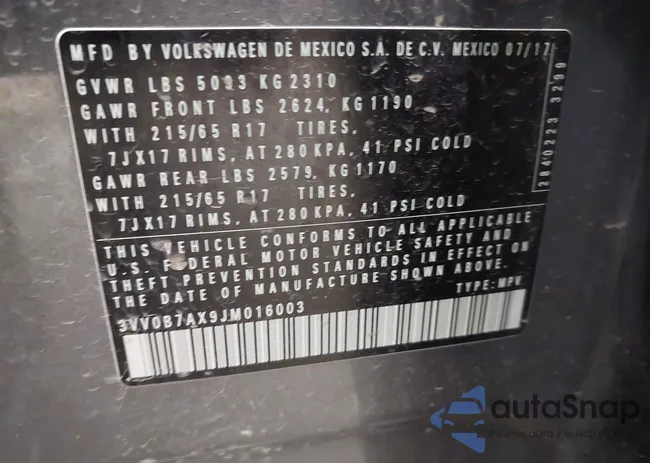 MFD BY VOLKSWAGEN DE MEXICO S.A. DE C.V. MEXICO 07/17
GVWR LBS 5093 KG 2310
GAWR FRONT LBS 2624, KG 1190
WITH 215/65 R17 TIRES,
7JX17 RIMS, AT 280 KPA, 41 PSI COLD
GAWR REAR LBS 2579, KG 1170
WITH 215/65 R17 TIRES,
7JX17 RIMS, AT 280 KPA, 41 PSI COLD
THIS VEHICLE CONFORMS TO ALL APPLICABLE
U.S. FEDERAL MOTOR VEHICLE SAFETY AND
THEFT PREVENTION STANDARDS IN EFFECT ON
THE DATE OF MANUFACTURE SHOWN ABOVE.
TYPE: MPV
3VV0B7AX9JM016003
2840223 3299
autaSnap
Pewne auta z aukcji